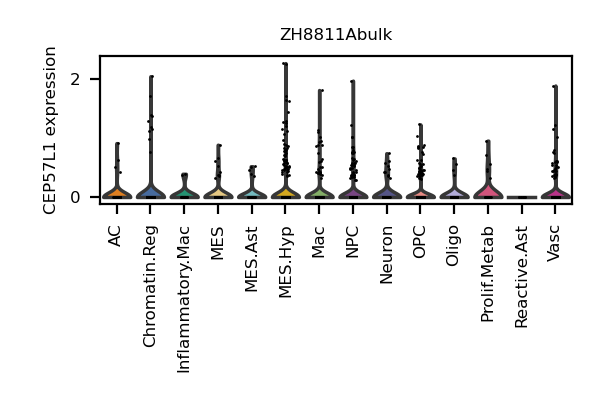 ZH8811Abulk
CEP57L1 expression
2
0
AC
Chromatin.Reg
Inflammatory.Mac
MES
MES.Ast
MES.Hyp
Mac
NPC
Neuron
OPC
Oligo
Prolif.Metab
Reactive.Ast
Vasc